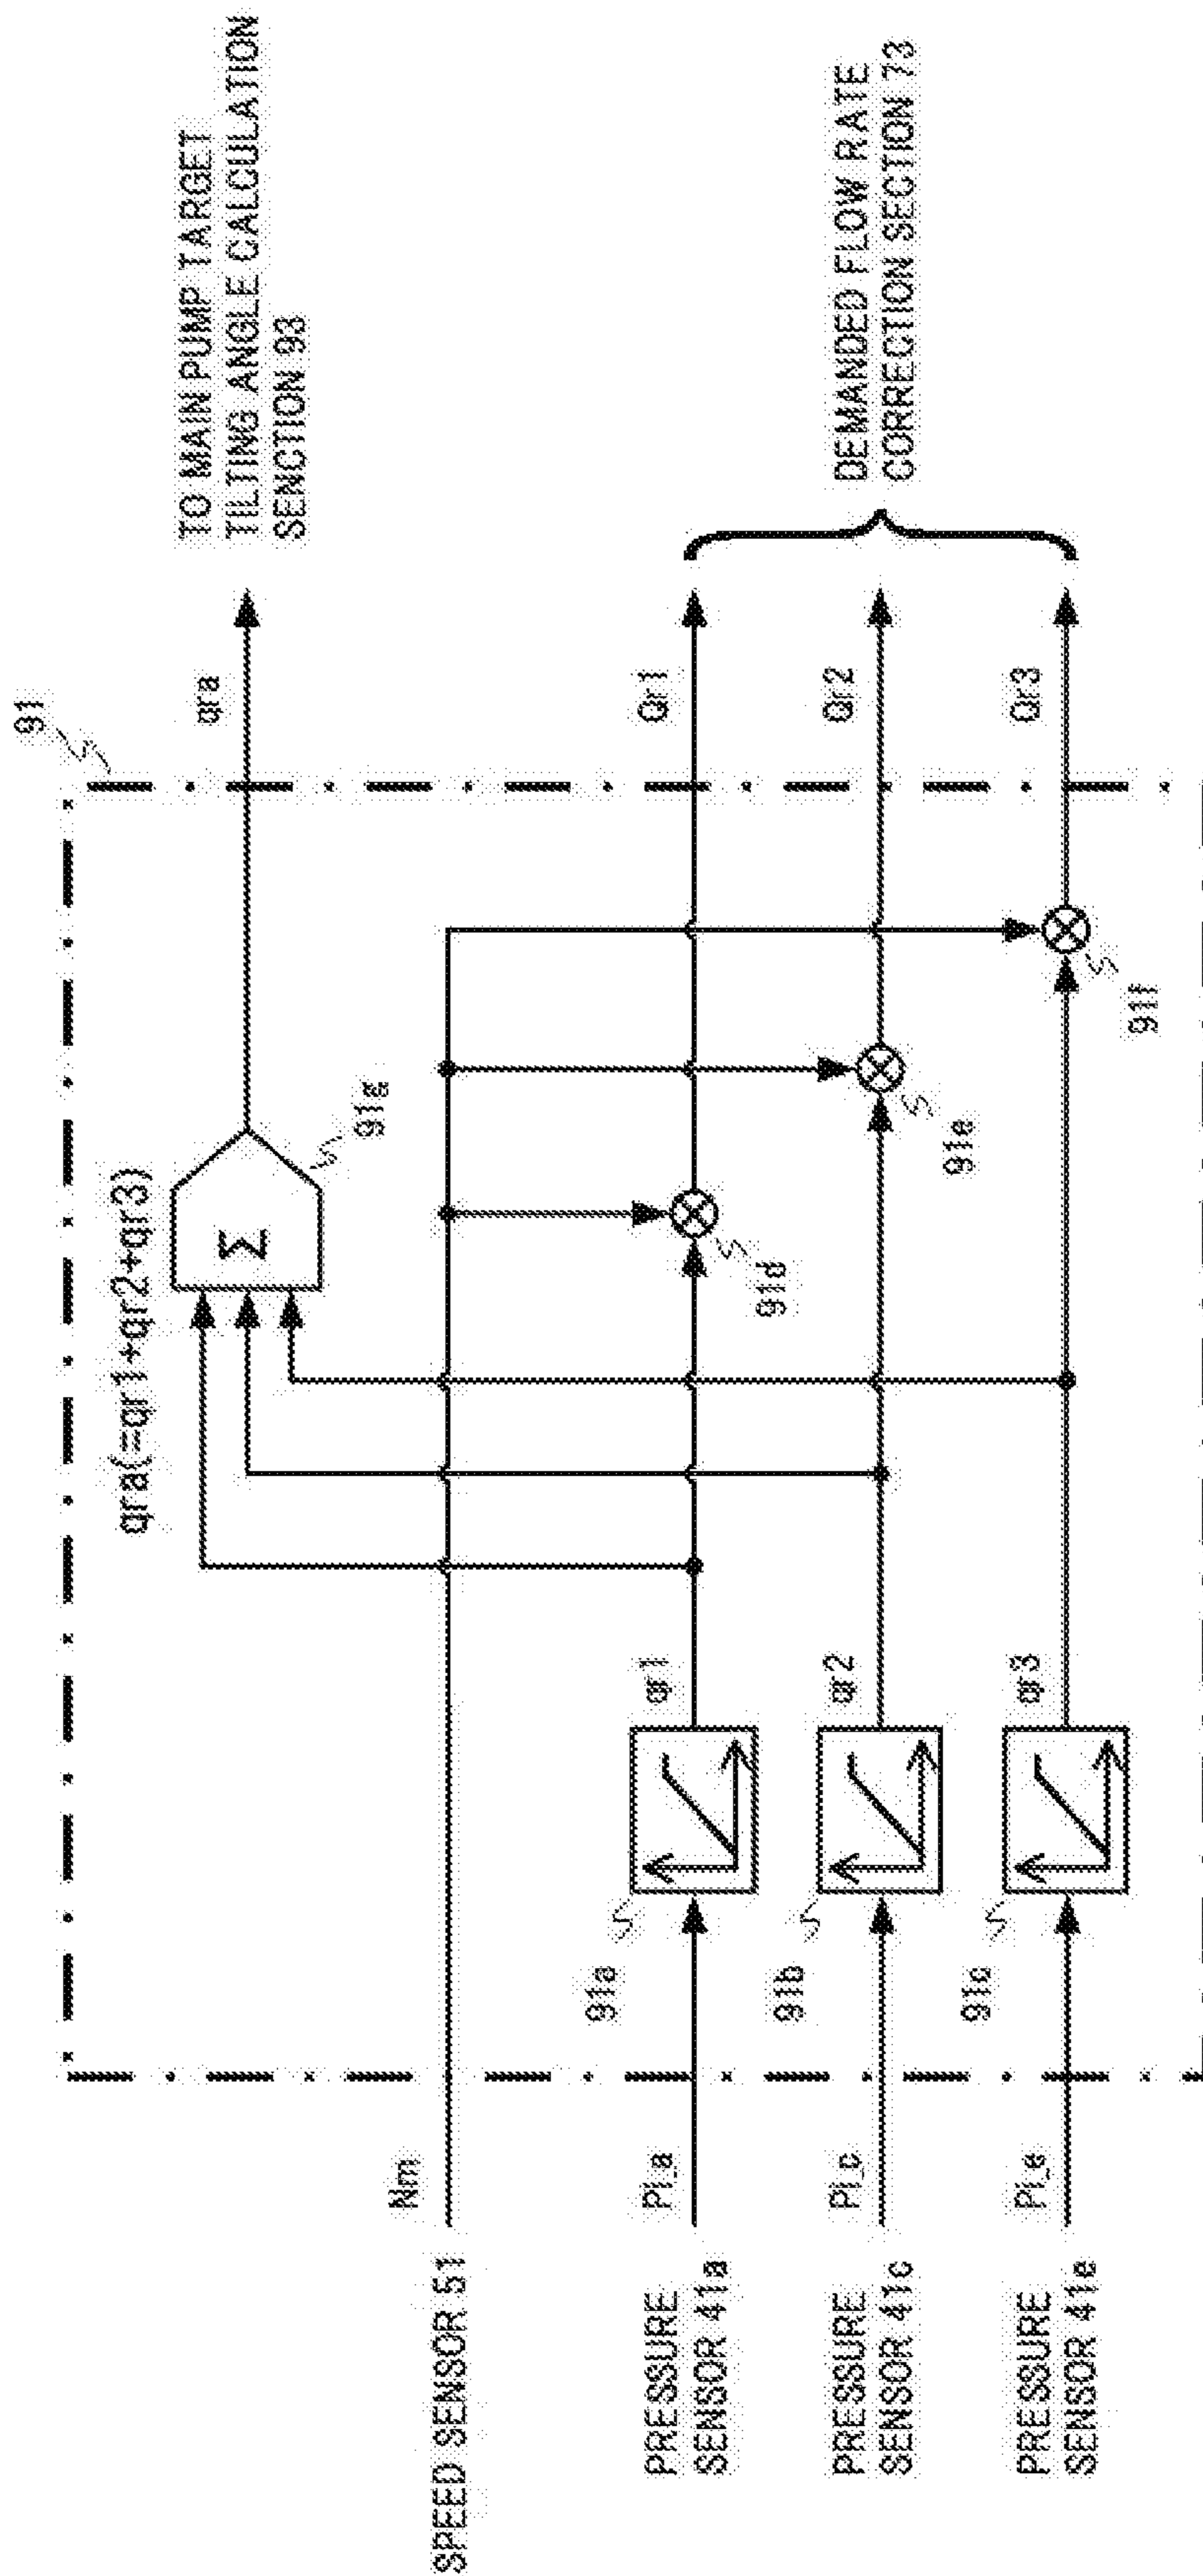 91
qra(=qr1+qr2+qr3)
Σ
91g
qra
TO MAIN PUMP TARGET
TILTING ANGLE CALCULATION
SENCTION 93
SPEED SENSOR 51
Nm
PRESSURE
SENSOR 41a
Pi_a
91a
qr1
91d
Qr1
PRESSURE
SENSOR 41c
Pi_c
91b
qr2
91e
Qr2
DEMANDED FLOW RATE
CORRECTION SECTION 73
PRESSURE
SENSOR 41e
Pi_e
91c
qr3
91f
Qr3